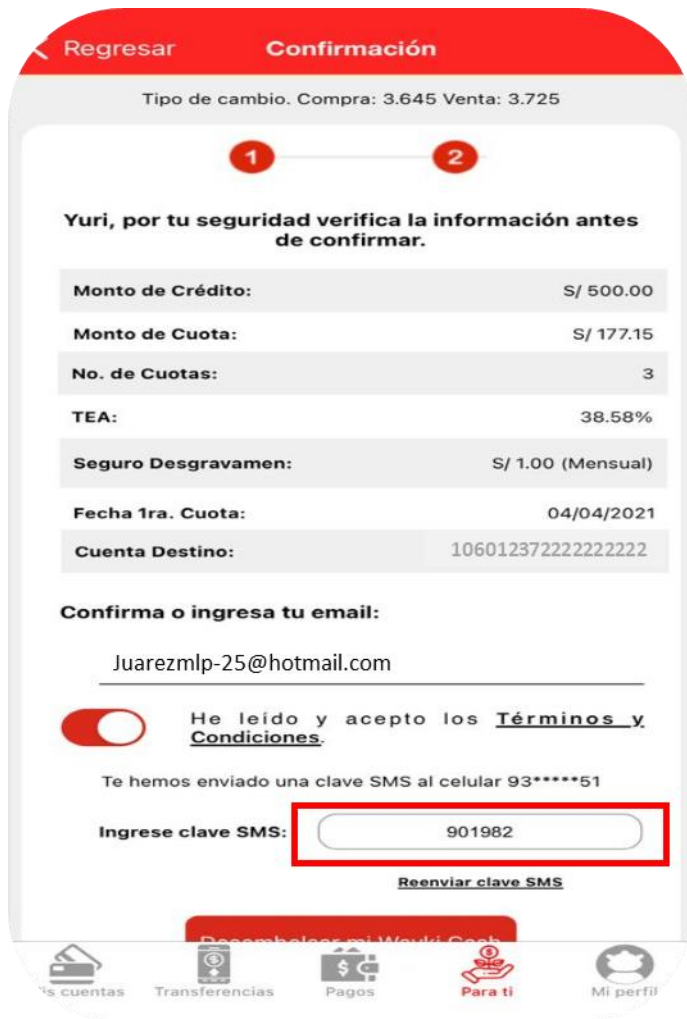 Regresar Confirmación
Tipo de cambio. Compra: 3.645 Venta: 3.725
1 2
Yuri, por tu seguridad verifica la información antes
de confirmar.
Monto de Crédito: S/ 500.00
Monto de Cuota: S/ 177.15
No. de Cuotas: 3
TEA: 38.58%
Seguro Desgravamen: S/ 1.00 (Mensual)
Fecha 1ra. Cuota: 04/04/2021
Cuenta Destino: 106012372222222222
Confirma o ingresa tu email:
Juarezmlp-25@hotmail.com
He leído y acepto los Términos y
Condiciones.
Te hemos enviado una clave SMS al celular 93*****51
Ingrese clave SMS: 901982
Reenviar clave SMS
Desembolsar mi Wayki Cash
cuentas Transferencias Pagos Para ti Mi perfil